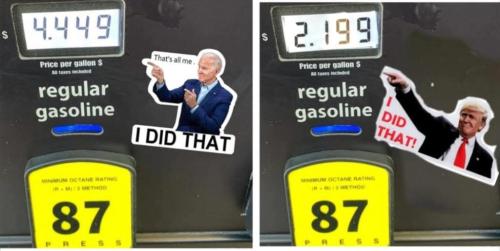 $ 4.449
Price per gallon $
All taxes included
regular
gasoline
That's all me.
I DID THAT
MINIMUM OCTANE RATING
(R + M) / 2 METHOD
87
PRESS
$ 2.199
Price per gallon $
All taxes included
regular
gasoline
I
DID
THAT!
MINIMUM OCTANE RATING
(R + M) / 2 METHOD
87
PRESS